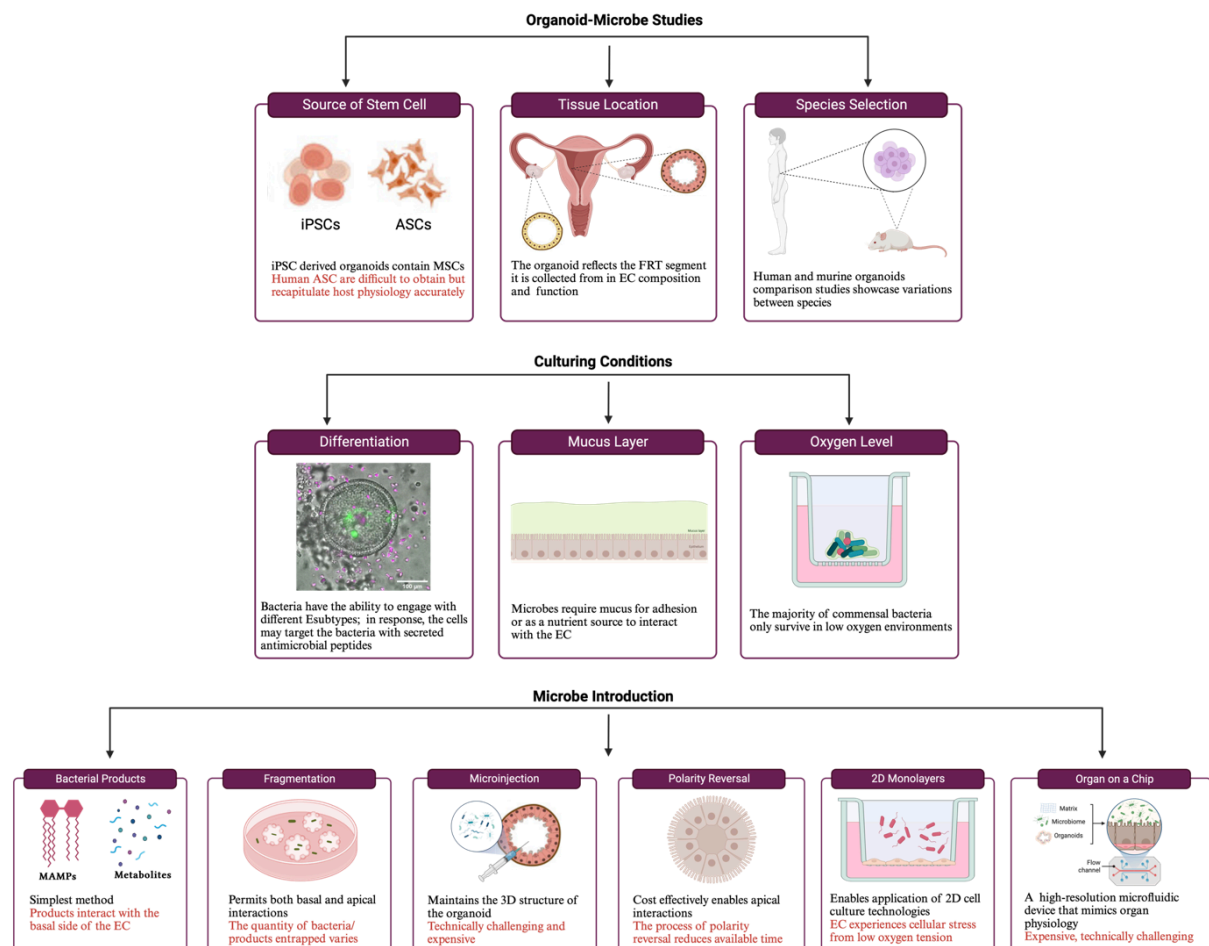 Organoid-Microbe Studies
Source of Stem Cell
iPSCs
ASCs
iPSC derived organoids contain MSCs
Human ASC are difficult to obtain but
recapitulate host physiology accurately
Tissue Location
The organoid reflects the FRT segment
it is collected from in EC composition
and function
Species Selection
Human and murine organoids
comparison studies showcase variations
between species
Culturing Conditions
Differentiation
100 μm
Bacteria have the ability to engage with
different Esubtypes; in response, the cells
may target the bacteria with secreted
antimicrobial peptides
Mucus Layer
Mucus layer
Microbes require mucus for adhesion
or as a nutrient source to interact
with the EC
Oxygen Level
The majority of commensal bacteria
only survive in low oxygen environments
Microbe Introduction
Bacterial Products
MAMPs
Metabolites
Simplest method
Products interact with the
basal side of the EC
Fragmentation
Permits both basal and apical
interactions
The quantity of bacteria/
products entrapped varies
Microinjection
Maintains the 3D structure of
the organoid
Technically challenging and
expensive
Polarity Reversal
Cost effectively enables apical
interactions
The process of polarity
reversal reduces available time
2D Monolayers
Enables application of 2D cell
culture technologies
EC experiences cellular stress
from low oxygen tension
Organ on a Chip
Matrix
Microbiome
Organoids
Flow
channel
A high-resolution microfluidic
device that mimics organ
physiology
Expensive, technically challenging